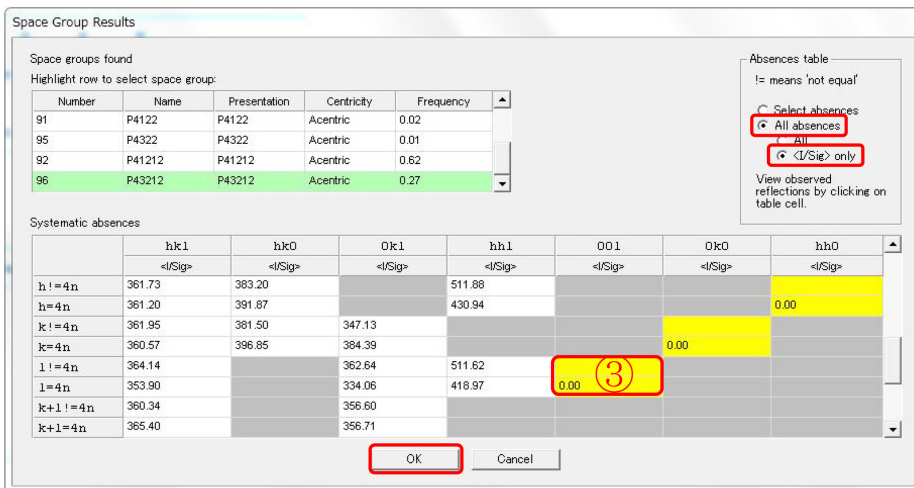 Space Group Results
Space groups found
Highlight row to select space group:
Number Name Presentation Centricity Frequency
91 P4122 P4122 Acentric 0.02
95 P4322 P4322 Acentric 0.01
92 P41212 P41212 Acentric 0.62
96 P43212 P43212 Acentric 0.27
Absences table
!= means 'not equal'
Select absences
All absences
All
<I/Sig> only
View observed
reflections by clicking on
table cell.
Systematic absences
hkl hk0 0kl hhl 00l 0k0 hh0
<I/Sig> <I/Sig> <I/Sig> <I/Sig> <I/Sig> <I/Sig> <I/Sig>
h!=4n 361.73 383.20 511.88
h=4n 361.20 391.87 430.94 0.00
k!=4n 361.95 381.50 347.13
k=4n 360.57 396.85 384.39 0.00
l!=4n 364.14 362.64 511.62
l=4n 353.90 334.06 418.97 0.00
③
k+l!=4n 360.34 356.60
k+l=4n 365.40 356.71
OK Cancel